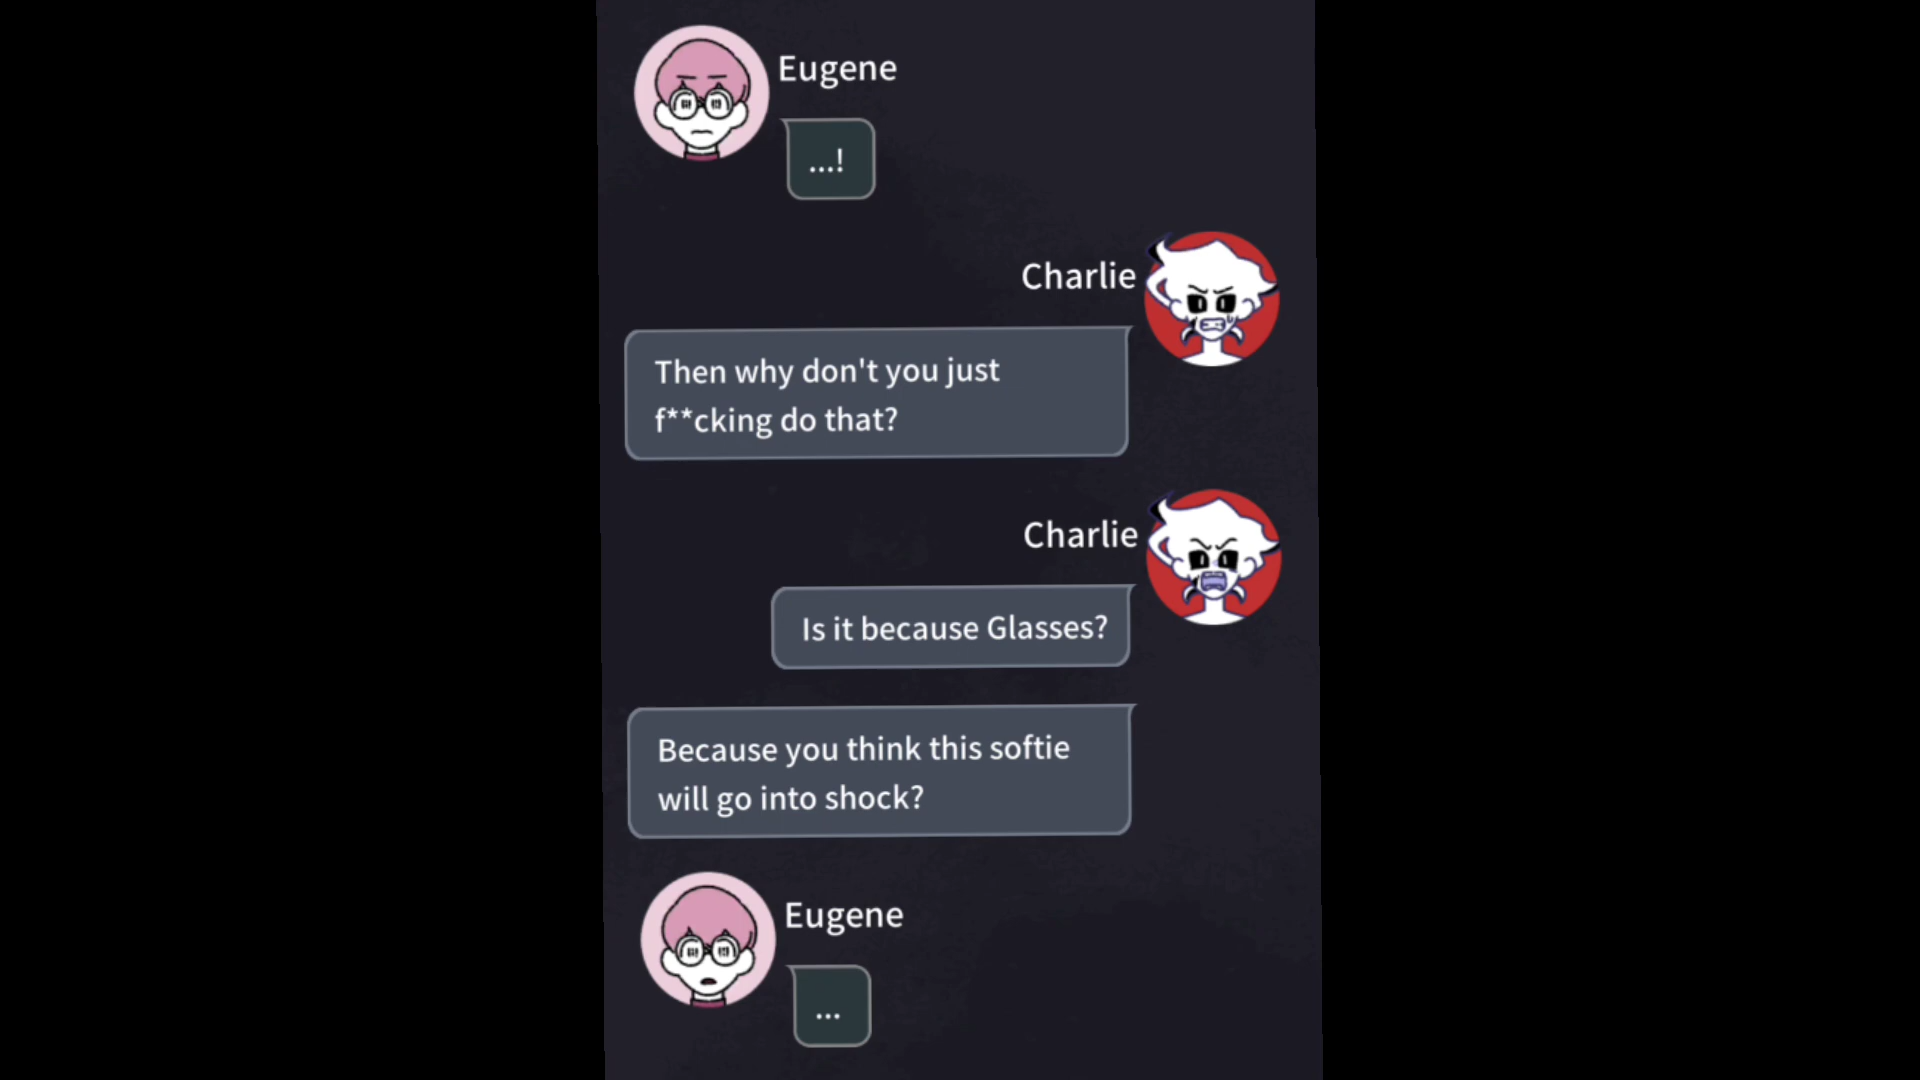 Eugene
...!
Charlie
Then why don't you just
f**cking do that?
Charlie
Is it because Glasses?
Because you think this softie
will go into shock?
Eugene
...